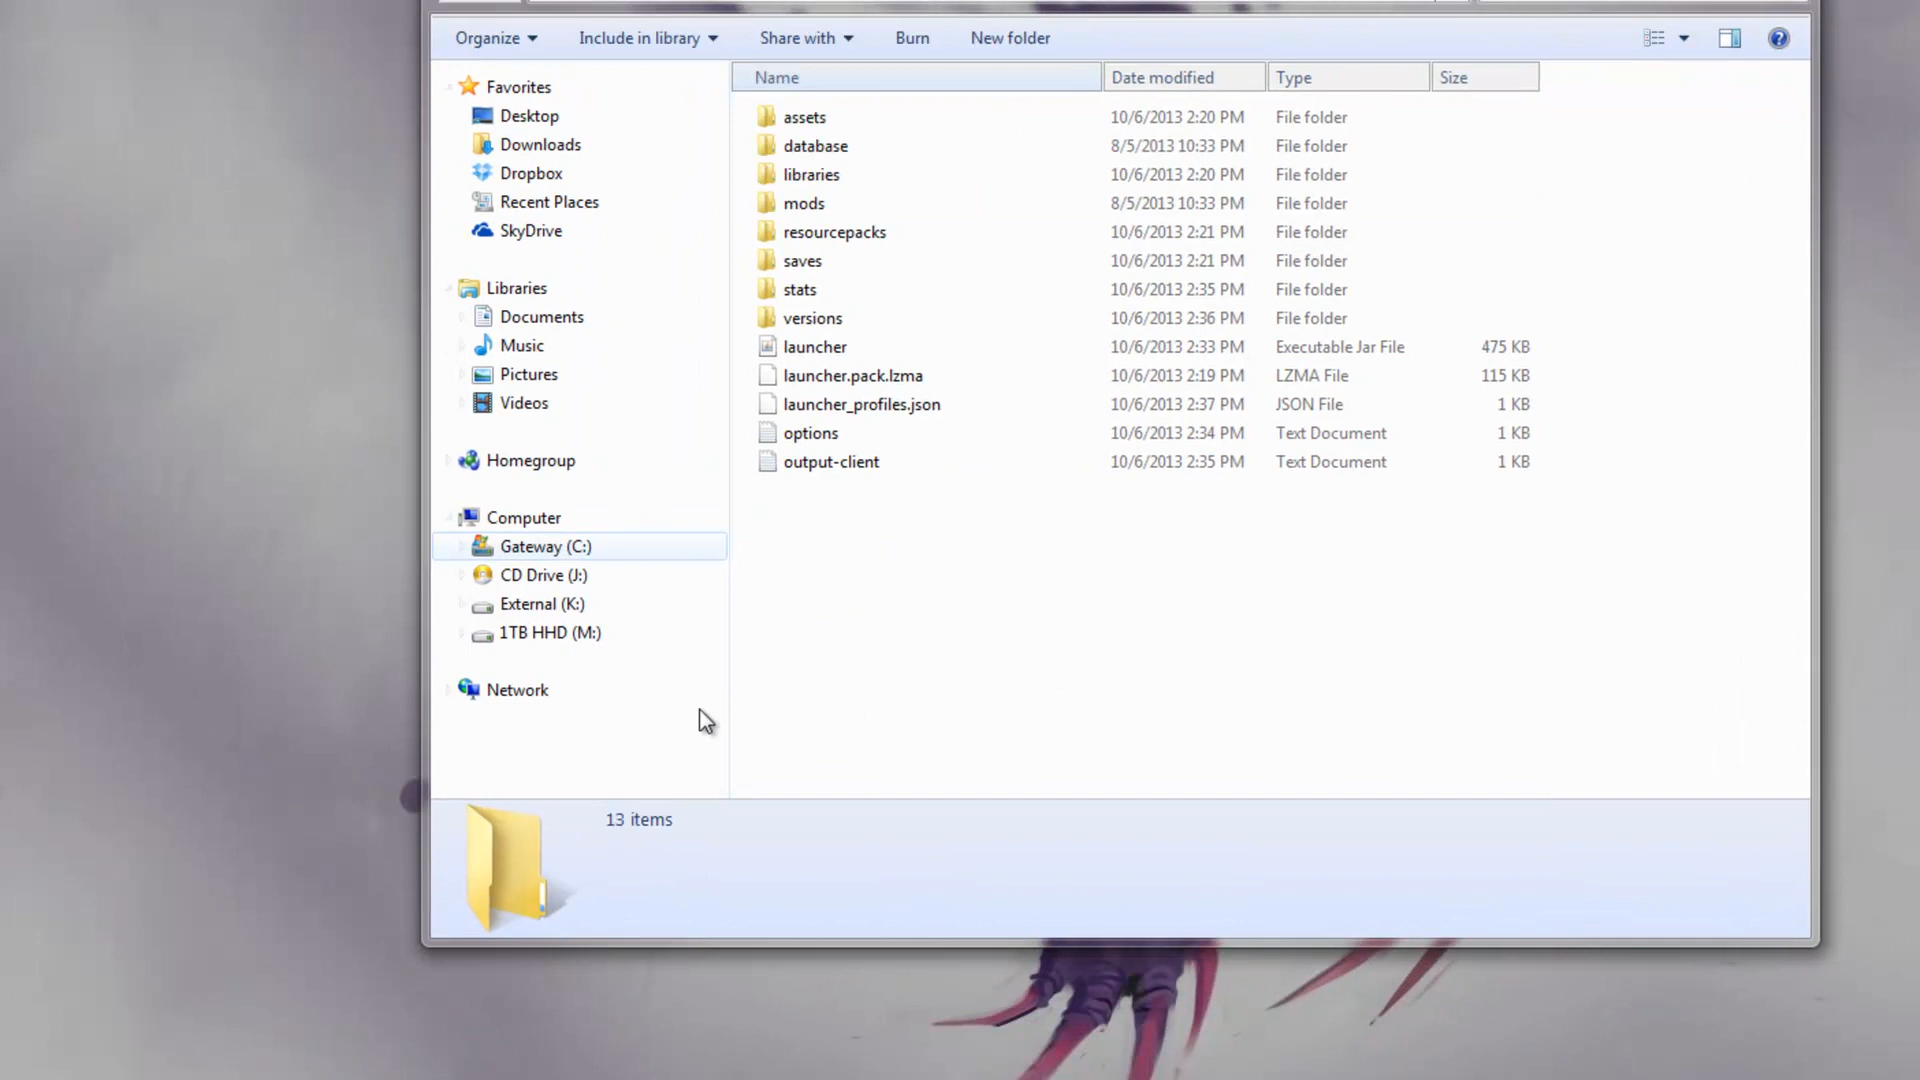 Organize Include in library Share with Burn New folder
Name Date modified Type Size
Favorites
Desktop
Downloads
Dropbox
Recent Places
SkyDrive
Libraries
Documents
Music
Pictures
Videos
Homegroup
Computer
Gateway (C:)
CD Drive (J:)
External (K:)
1TB HHD (M:)
Network
assets 10/6/2013 2:20 PM File folder
database 8/5/2013 10:33 PM File folder
libraries 10/6/2013 2:20 PM File folder
mods 8/5/2013 10:33 PM File folder
resourcepacks 10/6/2013 2:21 PM File folder
saves 10/6/2013 2:21 PM File folder
stats 10/6/2013 2:35 PM File folder
versions 10/6/2013 2:36 PM File folder
launcher 10/6/2013 2:33 PM Executable Jar File 475 KB
launcher.pack.lzma 10/6/2013 2:19 PM LZMA File 115 KB
launcher_profiles.json 10/6/2013 2:37 PM JSON File 1 KB
options 10/6/2013 2:34 PM Text Document 1 KB
output-client 10/6/2013 2:35 PM Text Document 1 KB
13 items